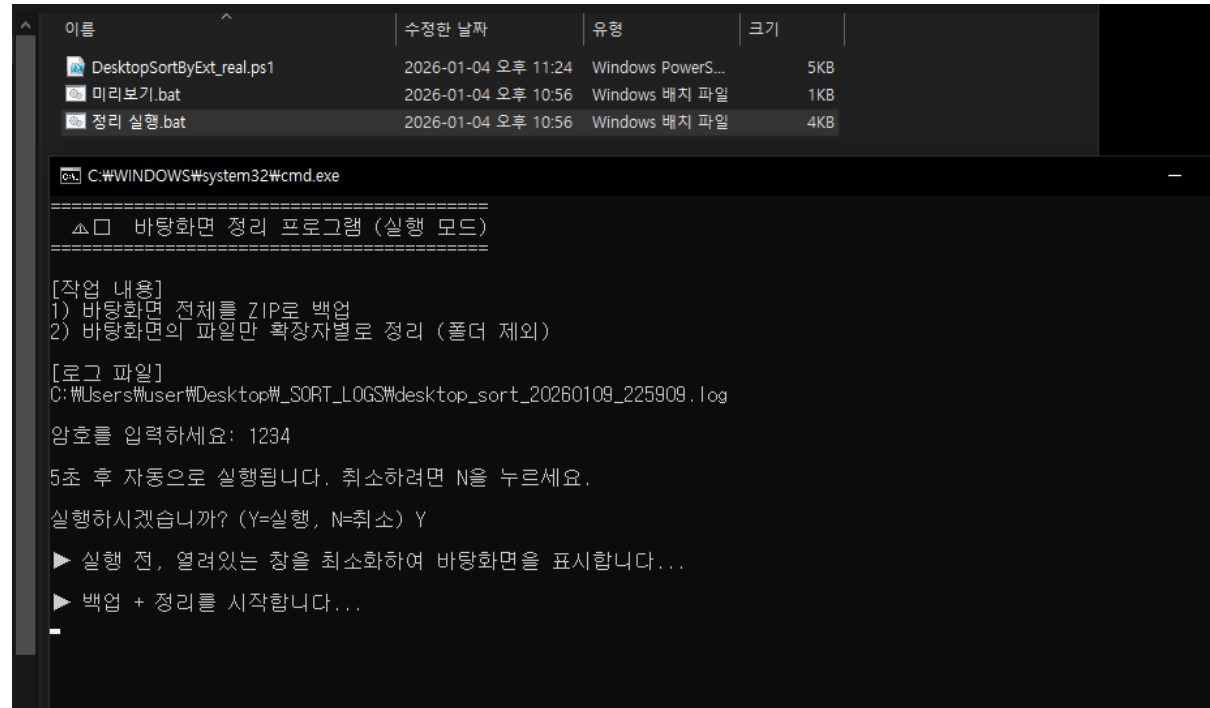 이름 수정한 날짜 유형 크기
DesktopSortByExt_real.ps1 2026-01-04 오후 11:24 Windows PowerS... 5KB
미리보기.bat 2026-01-04 오후 10:56 Windows 배치 파일 1KB
정리 실행.bat 2026-01-04 오후 10:56 Windows 배치 파일 4KB
C:₩WINDOWS₩system32₩cmd.exe
==========================================
⚠□ 바탕화면 정리 프로그램 (실행 모드)
==========================================
[작업 내용]
1) 바탕화면 전체를 ZIP로 백업
2) 바탕화면의 파일만 확장자별로 정리 (폴더 제외)
[로그 파일]
C:₩Users₩user₩Desktop₩_SORT_LOGS₩desktop_sort_20260109_225909.log
암호를 입력하세요: 1234
5초 후 자동으로 실행됩니다. 취소하려면 N을 누르세요.
실행하시겠습니까? (Y=실행, N=취소) Y
▶ 실행 전, 열려있는 창을 최소화하여 바탕화면을 표시합니다...
▶ 백업 + 정리를 시작합니다...